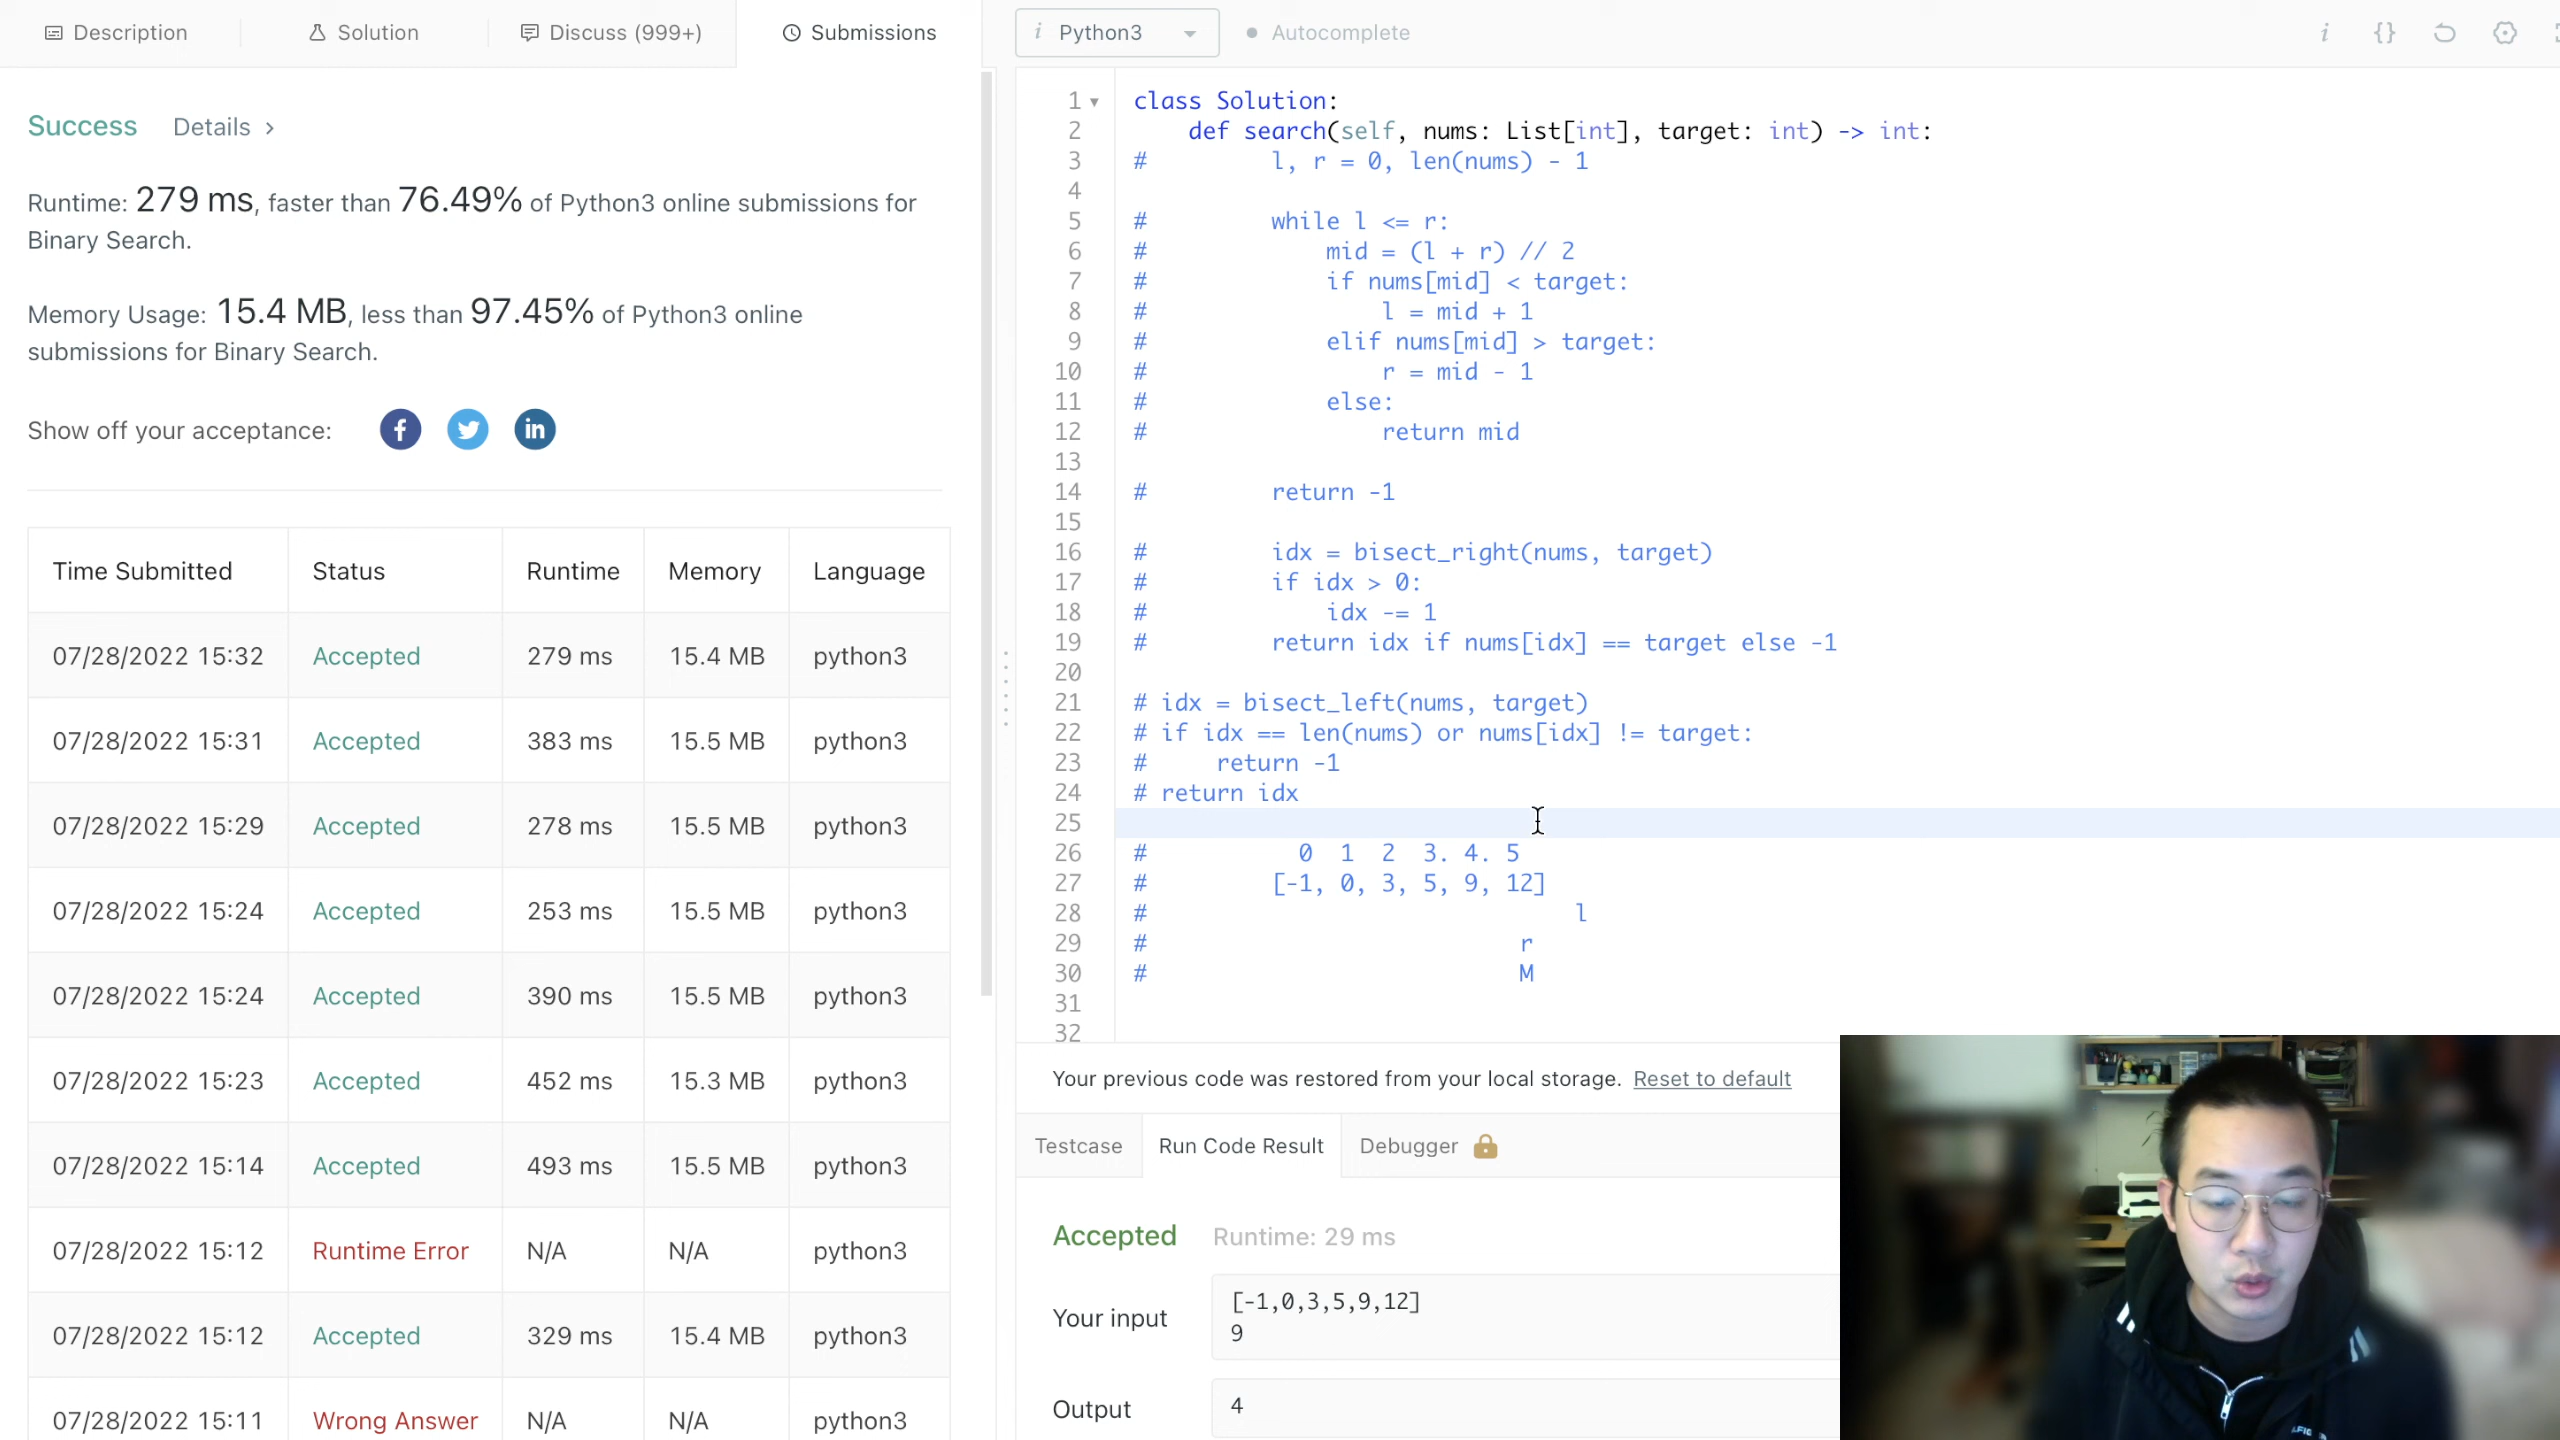 Description
Solution
Discuss (999+)
Submissions
i Python3
Autocomplete
i {}
Success Details >
Runtime: 279 ms, faster than 76.49% of Python3 online submissions for
Binary Search.
Memory Usage: 15.4 MB, less than 97.45% of Python3 online
submissions for Binary Search.
Show off your acceptance: f in
Time Submitted Status Runtime Memory Language
07/28/2022 15:32 Accepted 279 ms 15.4 MB python3
07/28/2022 15:31 Accepted 383 ms 15.5 MB python3
07/28/2022 15:29 Accepted 278 ms 15.5 MB python3
07/28/2022 15:24 Accepted 253 ms 15.5 MB python3
07/28/2022 15:24 Accepted 390 ms 15.5 MB python3
07/28/2022 15:23 Accepted 452 ms 15.3 MB python3
07/28/2022 15:14 Accepted 493 ms 15.5 MB python3
07/28/2022 15:12 Runtime Error N/A N/A python3
07/28/2022 15:12 Accepted 329 ms 15.4 MB python3
07/28/2022 15:11 Wrong Answer N/A N/A python3
1 class Solution:
2     def search(self, nums: List[int], target: int) -> int:
3 #         l, r = 0, len(nums) - 1
4
5 #         while l <= r:
6 #             mid = (l + r) // 2
7 #             if nums[mid] < target:
8 #                 l = mid + 1
9 #             elif nums[mid] > target:
10 #                 r = mid - 1
11 #             else:
12 #                 return mid
13
14 #         return -1
15
16 #         idx = bisect_right(nums, target)
17 #         if idx > 0:
18 #             idx -= 1
19 #         return idx if nums[idx] == target else -1
20
21 # idx = bisect_left(nums, target)
22 # if idx == len(nums) or nums[idx] != target:
23 #     return -1
24 # return idx
25
26 #           0  1  2  3. 4. 5
27 #         [-1, 0, 3, 5, 9, 12]
28 #                               l
29 #                           r
30 #                           M
31
32
Your previous code was restored from your local storage. Reset to default
Testcase Run Code Result Debugger
Accepted Runtime: 29 ms
Your input
[-1,0,3,5,9,12]
9
Output
4